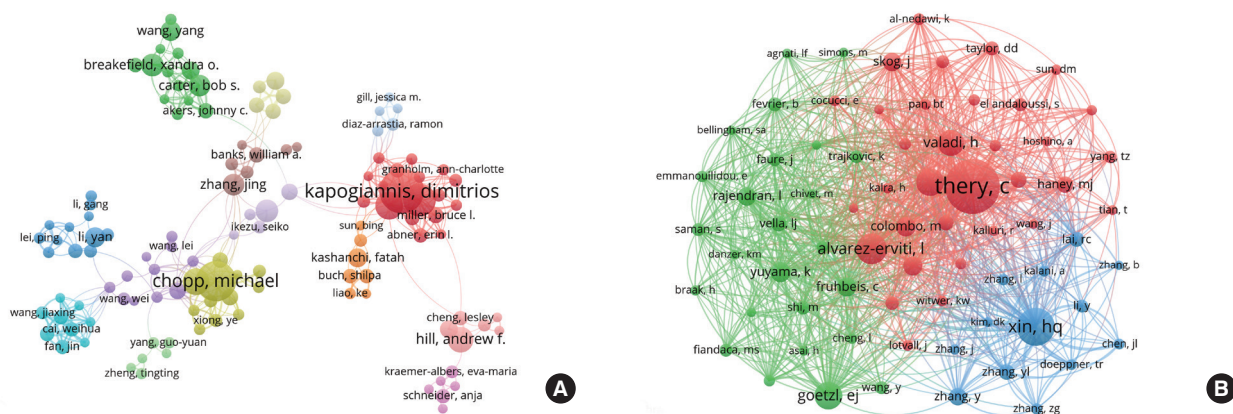 wang, yang
breakefield, xandra o.
carter, bob s.
akers, johnny c.
gill, jessica m.
diaz-arrastia, ramon
banks, william a.
zhang, jing
granholm, ann-charlotte
kapogiannis, dimitrios
miller, bruce l.
abner, erin l.
li, gang
lei, ping
li, yan
ikezu, seiko
sun, bing
kashanchi, fatah
buch, shilpa
liao, ke
wang, lei
chopp, michael
wang, wei
wang, jiaxing
cai, weihua
fan, jin
xiong, ye
yang, guo-yuan
zheng, tingting
cheng, lesley
hill, andrew f.
kraemer-albers, eva-maria
schneider, anja
A
al-nedawi, k
agnati, lf
simons, m
skog, j
taylor, dd
sun, dm
fevrier, b
cocucci, e
pan, bt
el andaloussi, s
bellingham, sa
faure, j
trajkovic, k
valadi, h
hoshino, a
yang, tz
emmanouilidou, e
rajendran, l
chivet, m
kalra, h
thery, c
haney, mj
tian, t
saman, s
vella, lj
colombo, m
kalluri, r
wang, j
lai, rc
danzer, km
alvarez-erviti, l
zhang, b
braak, h
yuyama, k
fruhbeis, c
zhang, j
kalani, a
shi, m
witwer, kw
li, y
kim, dk
xin, hq
fiandaca, ms
asai, h
cheng, l
lotvall, j
zhang, j
chen, jl
doeppner, tr
zhang, yl
goetzl, ej
wang, y
zhang, y
zhang, zg
B